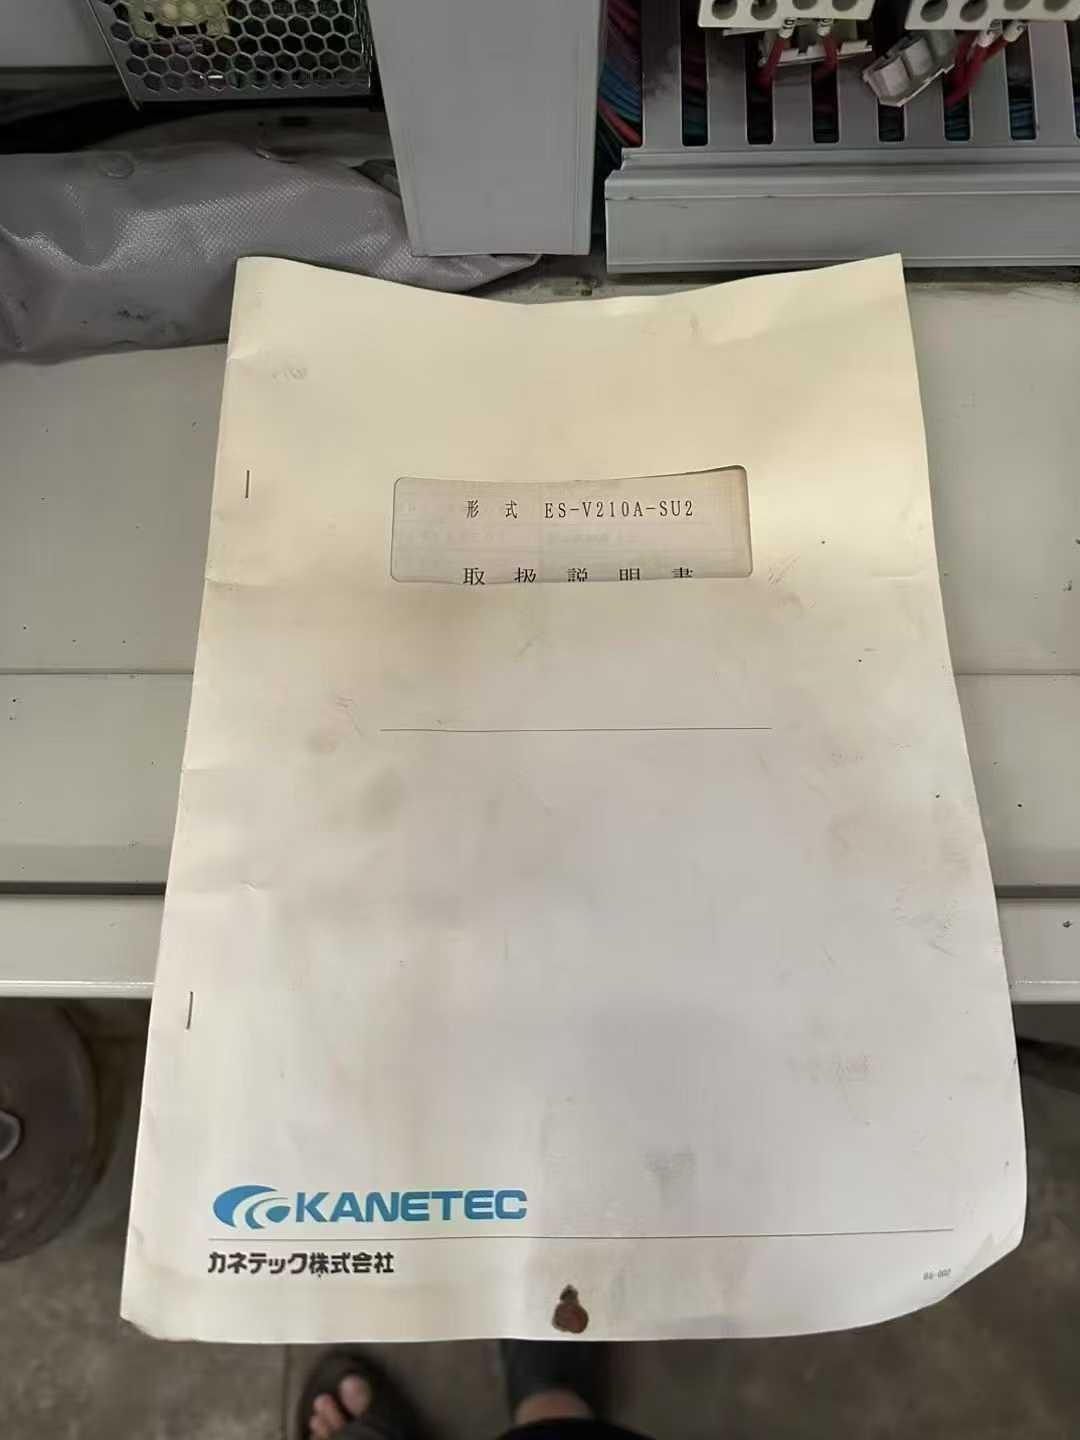 形 式 ES-V210A-SU2
取 扱 説 明 書
KANETEC
カネテック株式会社